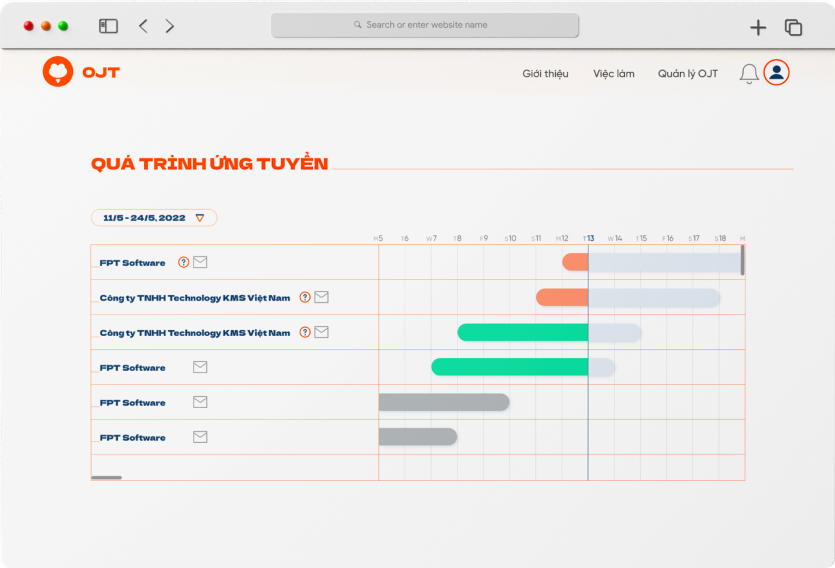 Search or enter website name
OJT
Giới thiệu Việc làm Quản lý OJT
QUÁ TRÌNH ỨNG TUYỂN
11/5 - 24/5, 2022
M5 T6 W7 T8 F9 S10 S11 M12 T13 W14 T15 F16 S17 S18 M
FPT Software ?
Công ty TNHH Technology KMS Việt Nam ?
Công ty TNHH Technology KMS Việt Nam ?
FPT Software
FPT Software
FPT Software